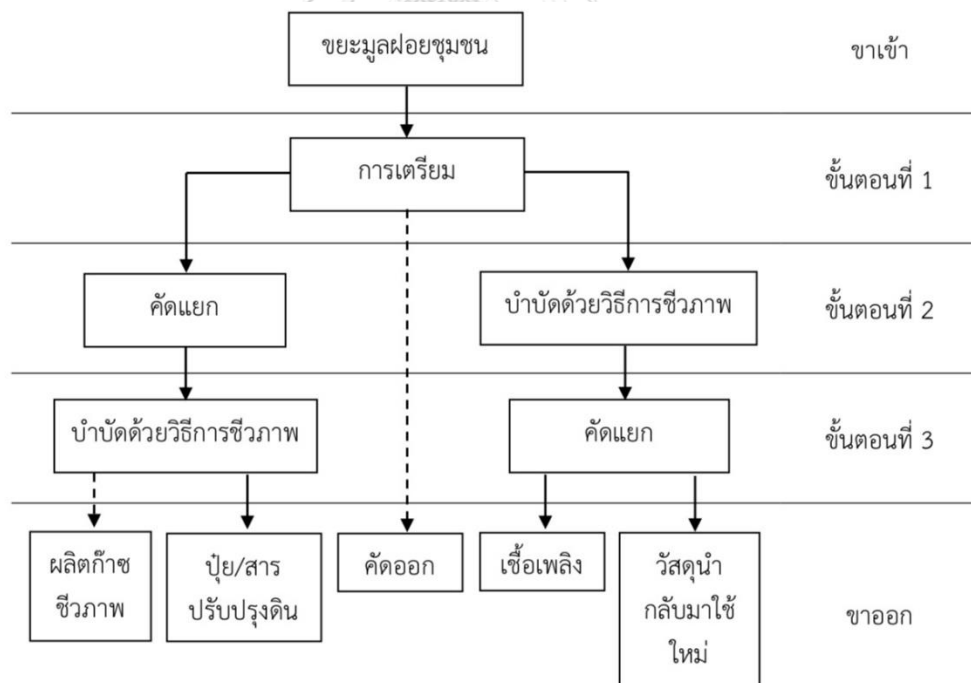 ขยะมูลฝอยชุมชน
ขาเข้า
การเตรียม
ขั้นตอนที่ 1
คัดแยก
บำบัดด้วยวิธีการชีวภาพ
ขั้นตอนที่ 2
บำบัดด้วยวิธีการชีวภาพ
คัดแยก
ขั้นตอนที่ 3
ผลิตก๊าซ
ชีวภาพ
ปุ๋ย/สาร
ปรับปรุงดิน
คัดออก
เชื้อเพลิง
วัสดุนำ
กลับมาใช้
ใหม่
ขาออก